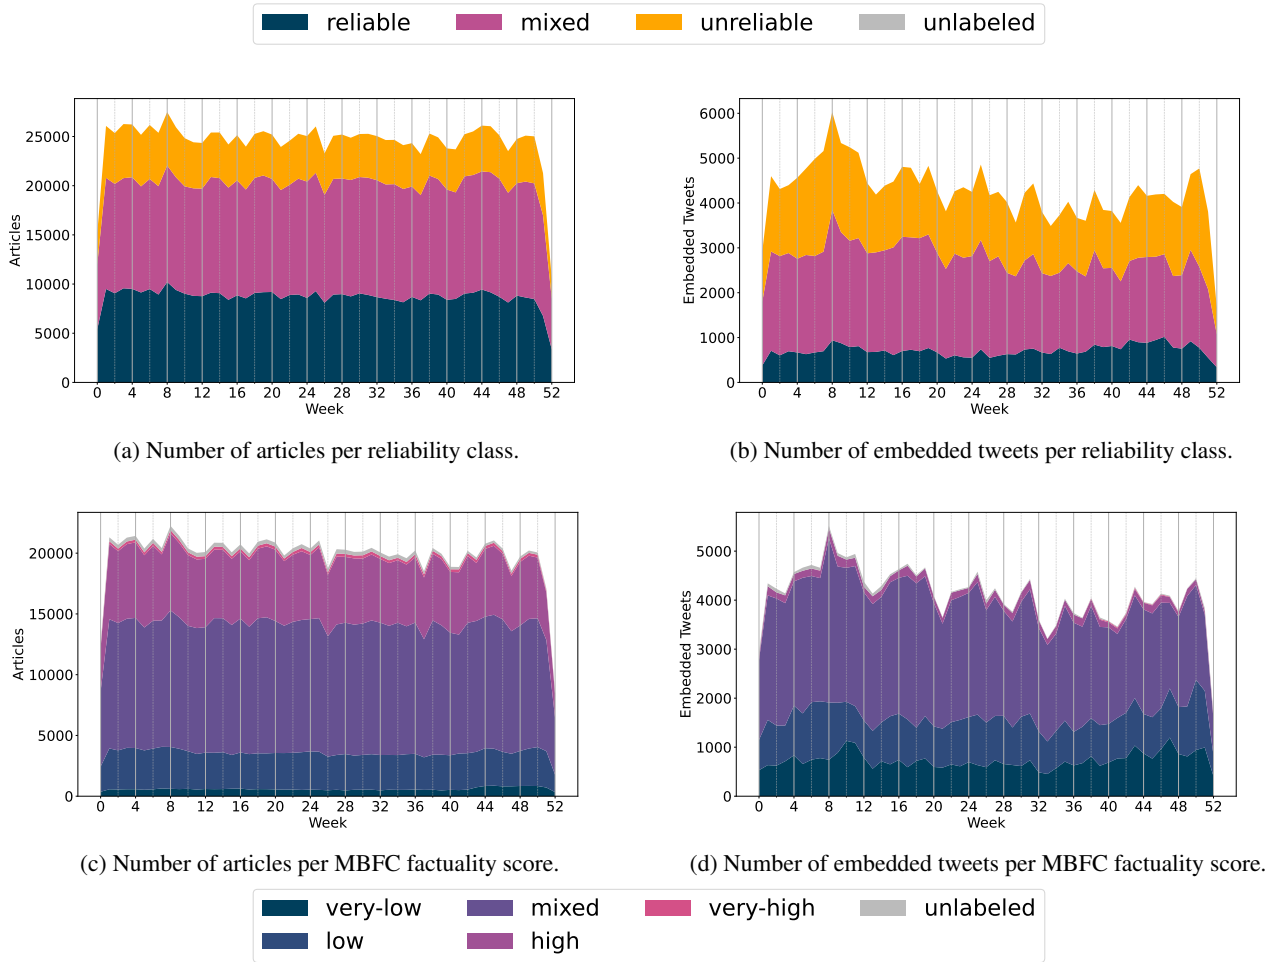 reliable mixed unreliable unlabeled
25000
20000
15000
10000
5000
0
Articles
0 4 8 12 16 20 24 28 32 36 40 44 48 52
Week
(a) Number of articles per reliability class.
6000
5000
4000
3000
2000
1000
0
Embedded Tweets
0 4 8 12 16 20 24 28 32 36 40 44 48 52
Week
(b) Number of embedded tweets per reliability class.
20000
15000
10000
5000
0
Articles
0 4 8 12 16 20 24 28 32 36 40 44 48 52
Week
(c) Number of articles per MBFC factuality score.
5000
4000
3000
2000
1000
0
Embedded Tweets
0 4 8 12 16 20 24 28 32 36 40 44 48 52
Week
(d) Number of embedded tweets per MBFC factuality score.
very-low mixed very-high unlabeled
low high